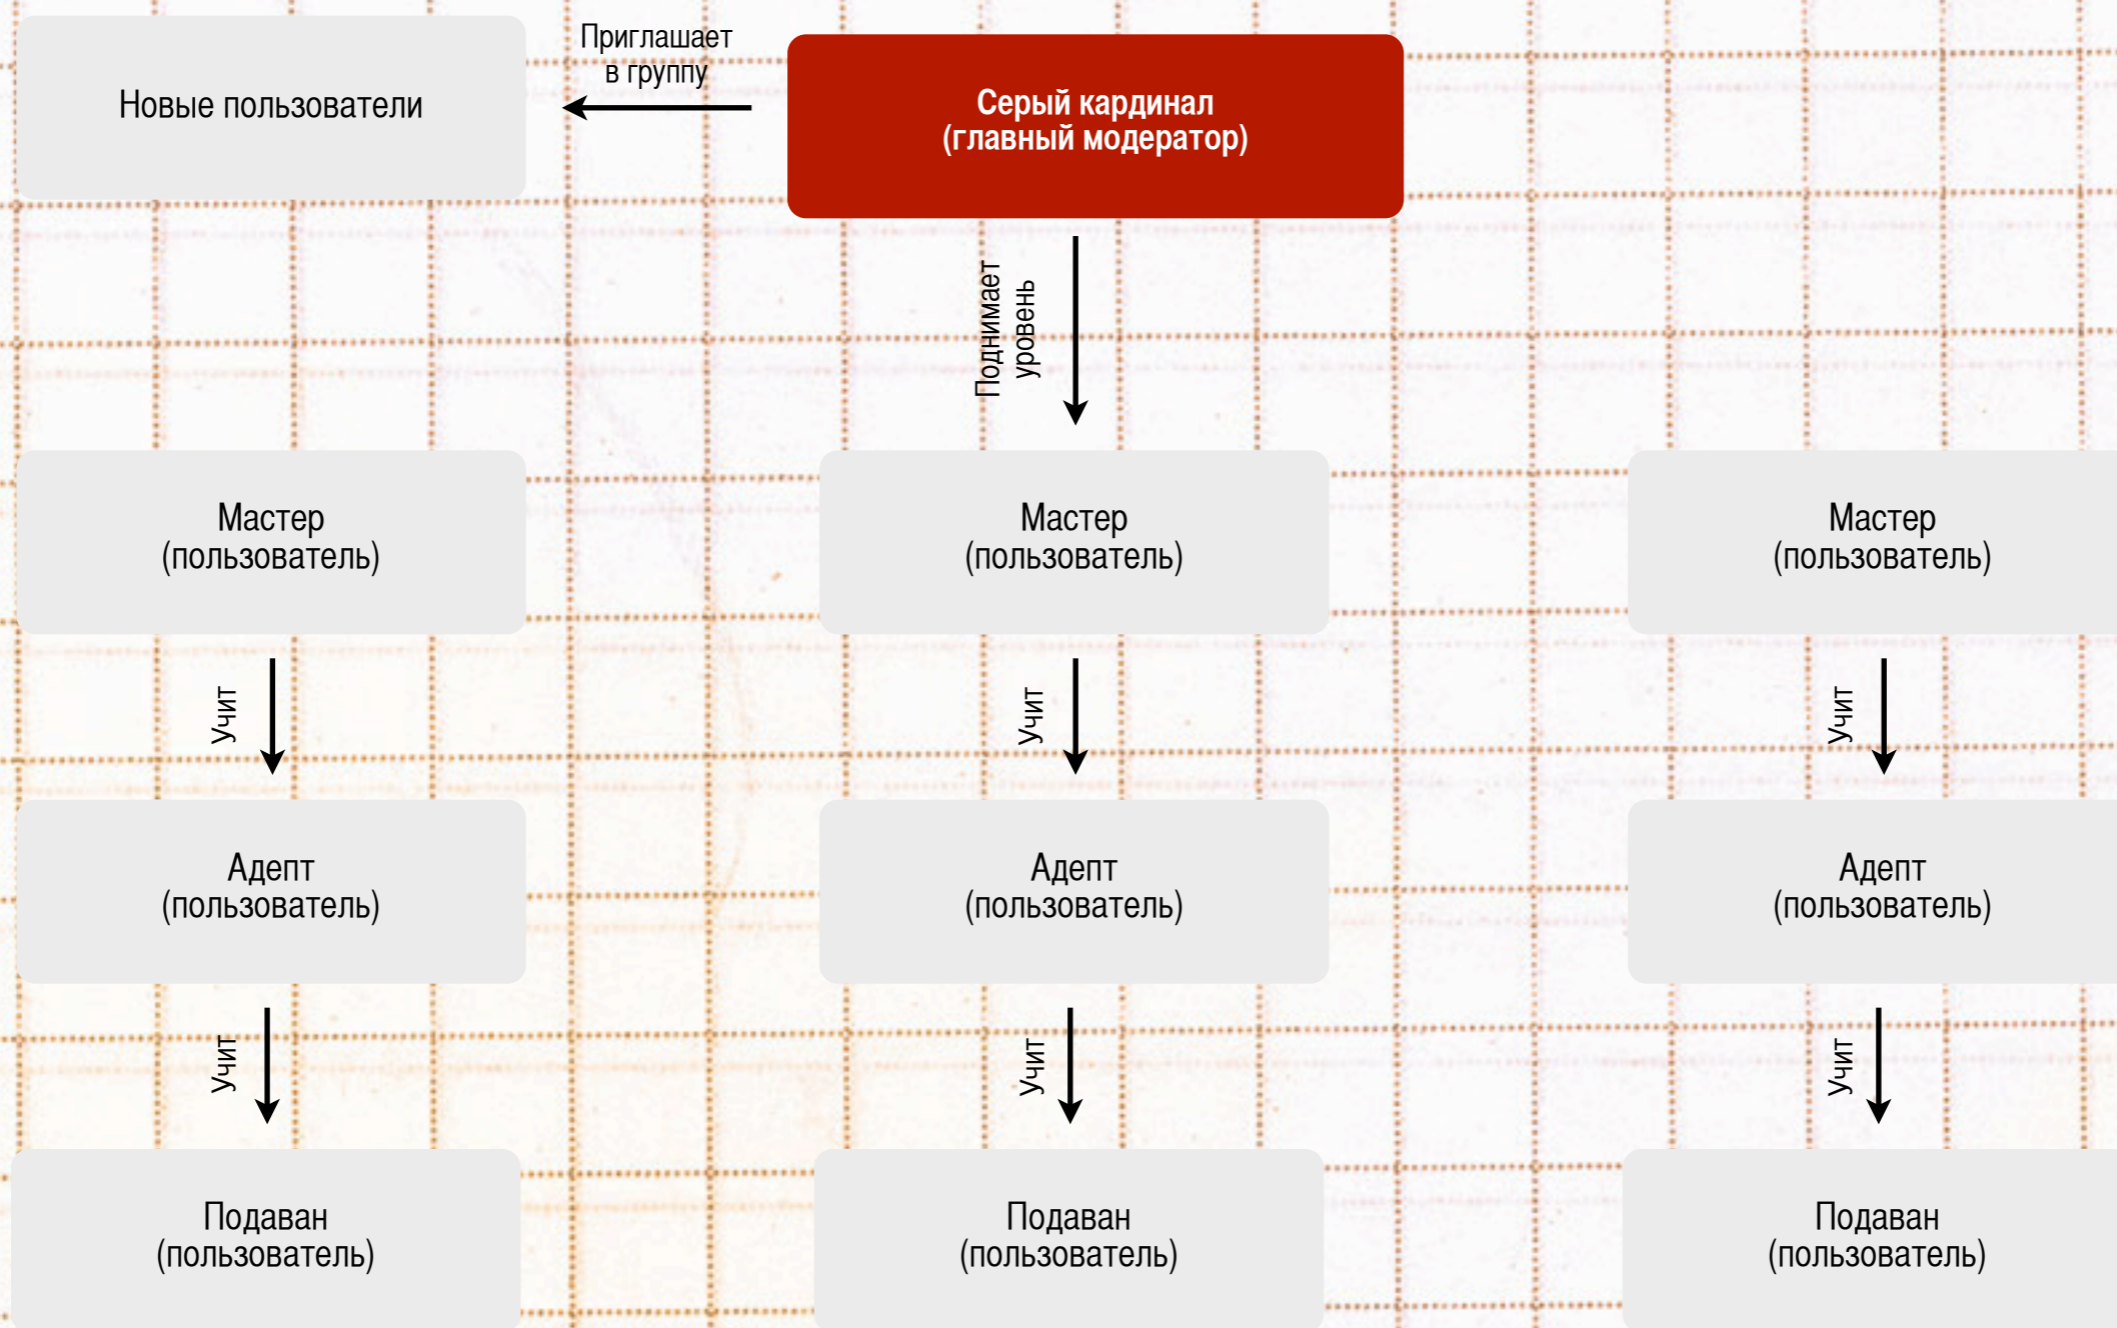 Новые пользователи
Приглашает
в группу
Серый кардинал
(главный модератор)
Поднимает
уровень
Мастер
(пользователь)
Мастер
(пользователь)
Мастер
(пользователь)
Учит
Учит
Учит
Адепт
(пользователь)
Адепт
(пользователь)
Адепт
(пользователь)
Учит
Учит
Учит
Подаван
(пользователь)
Подаван
(пользователь)
Подаван
(пользователь)